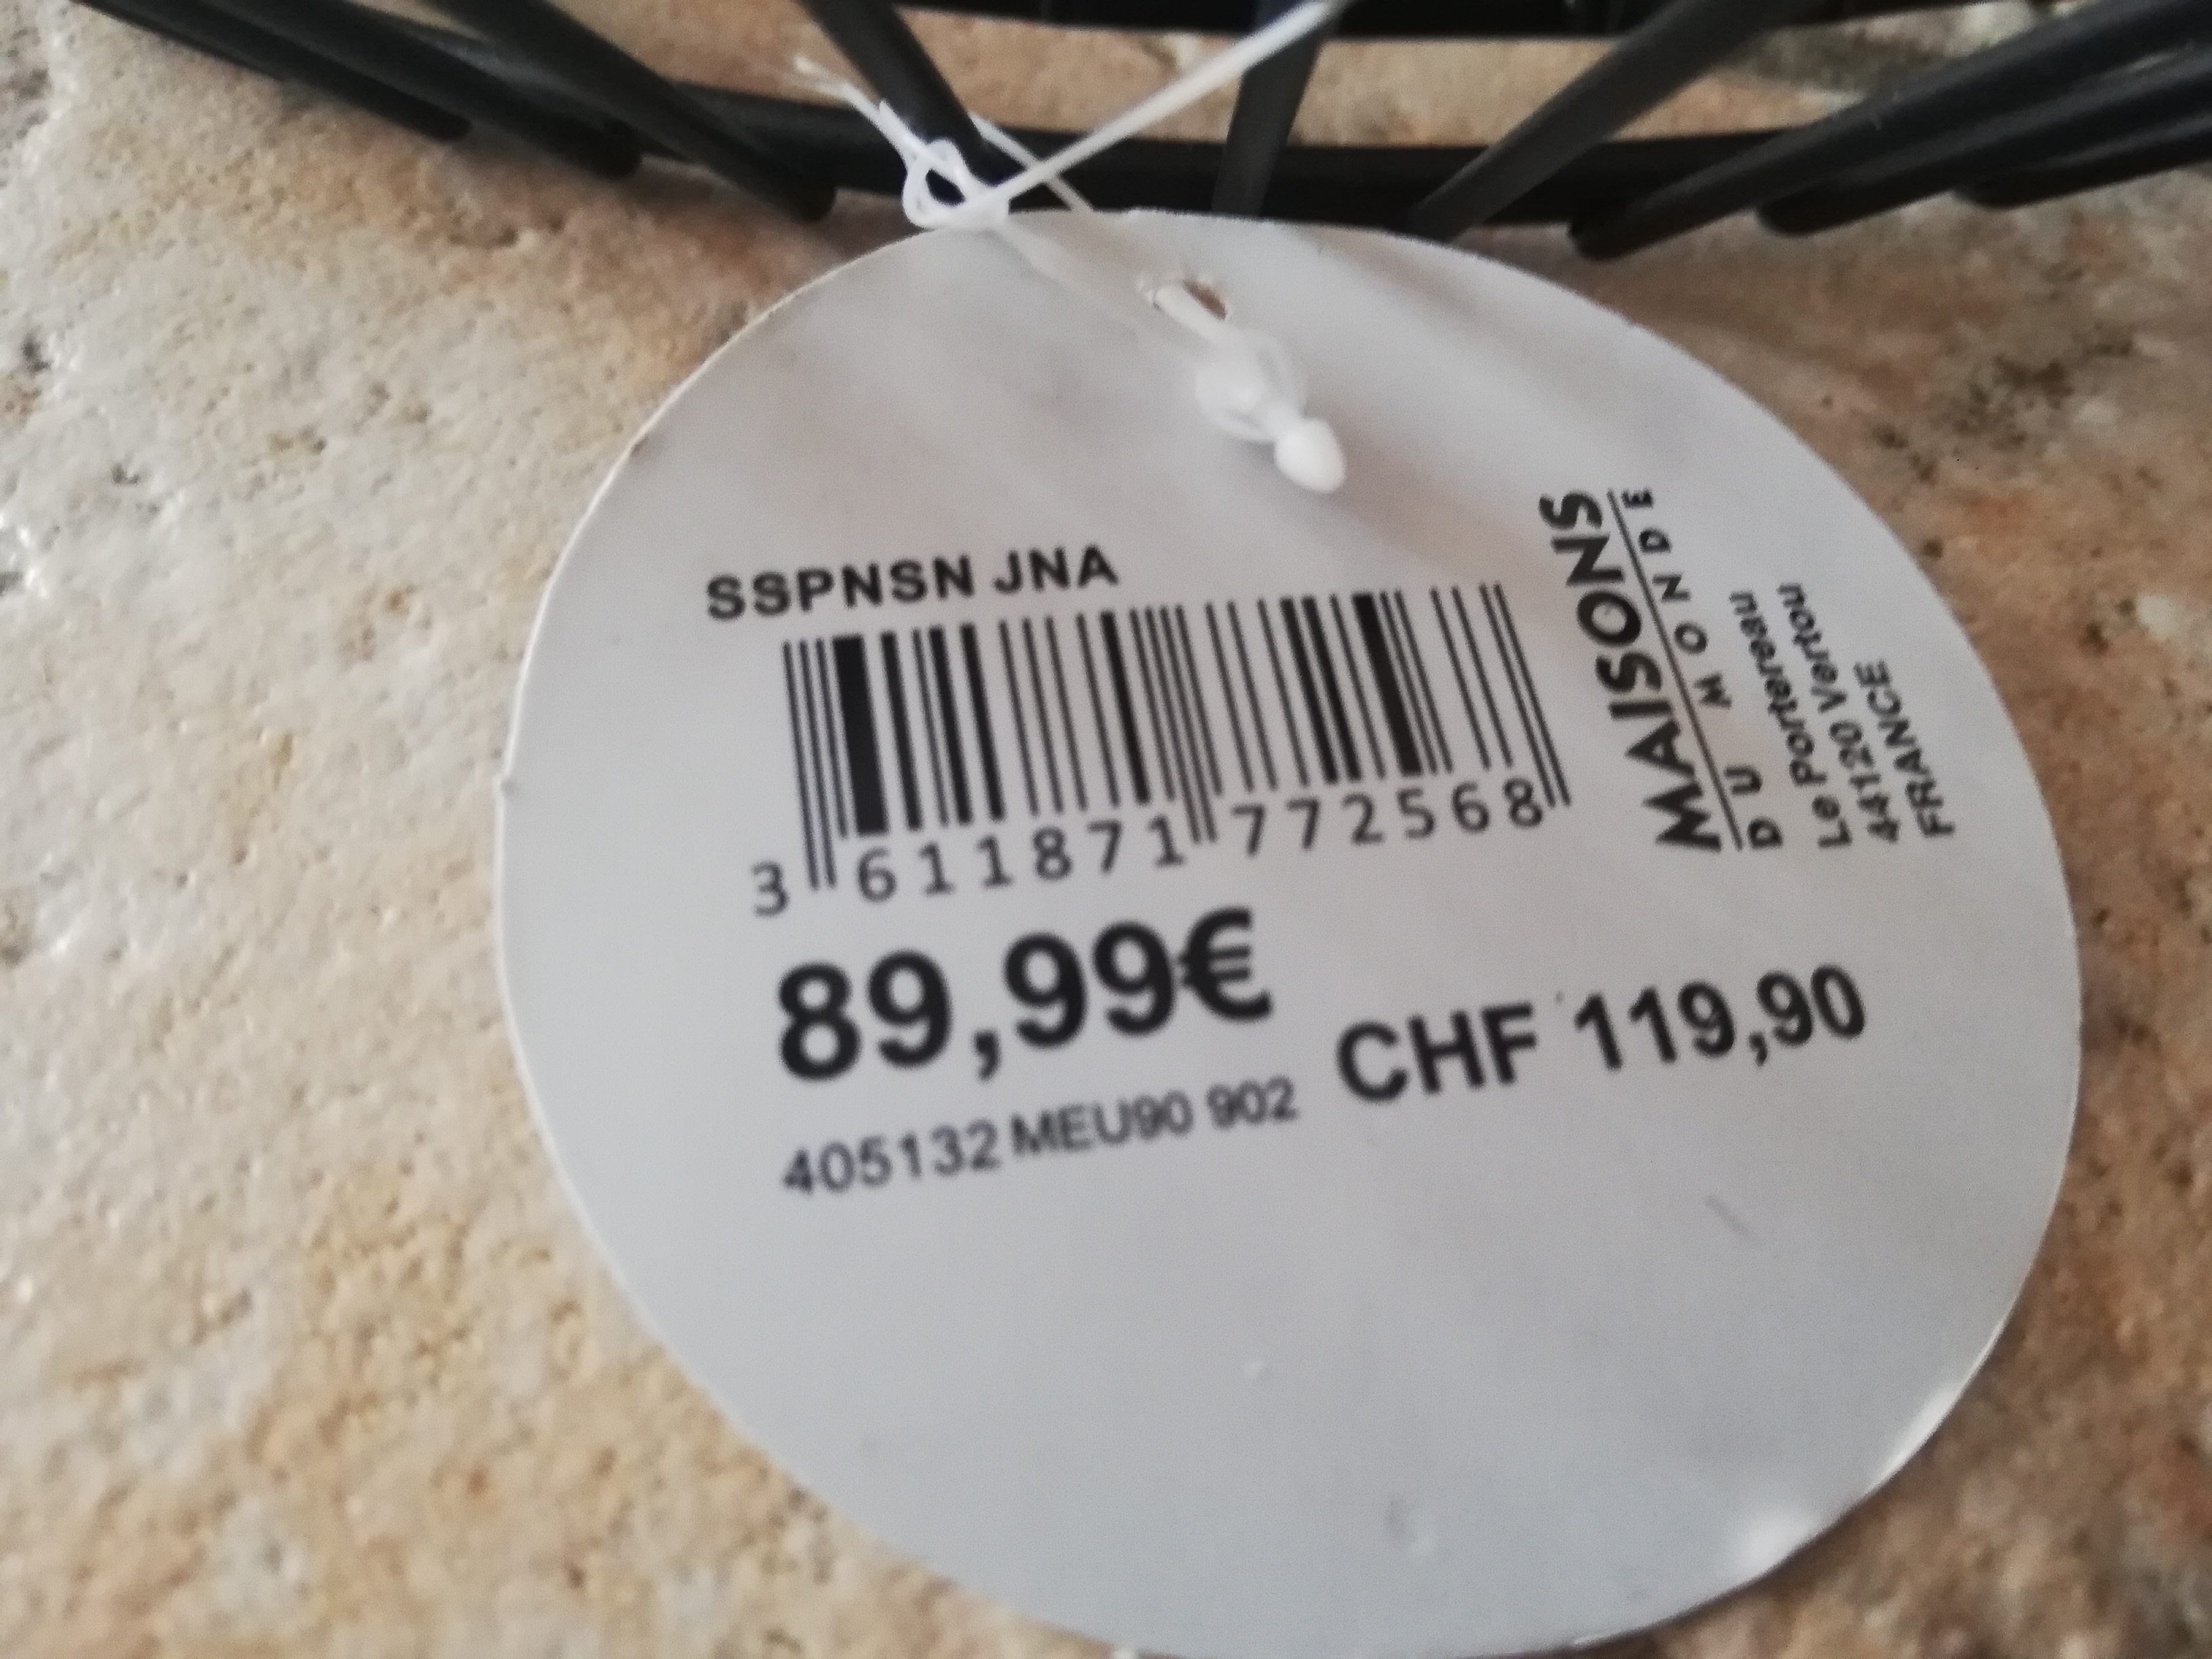 SSPNSN JNA
3 611871 772568
89,99€
CHF 119,90
405132 MEU90 902
MAISONS
DU MONDE
Le Portereau
44120 Vertou
FRANCE